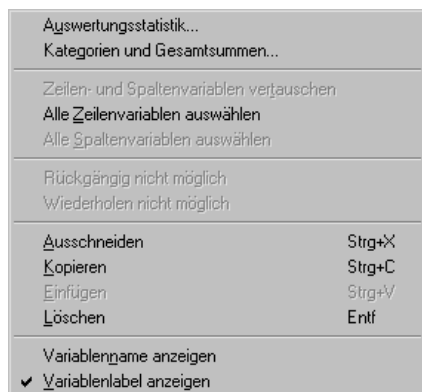 Auswertungsstatistik...
Kategorien und Gesamtsummen...
Zeilen- und Spaltenvariablen vertauschen
Alle Zeilenvariablen auswählen
Alle Spaltenvariablen auswählen
Rückgängig nicht möglich
Wiederholen nicht möglich
Ausschneiden Strg+X
Kopieren Strg+C
Einfügen Strg+V
Löschen Entf
Variablenname anzeigen
Variablenlabel anzeigen